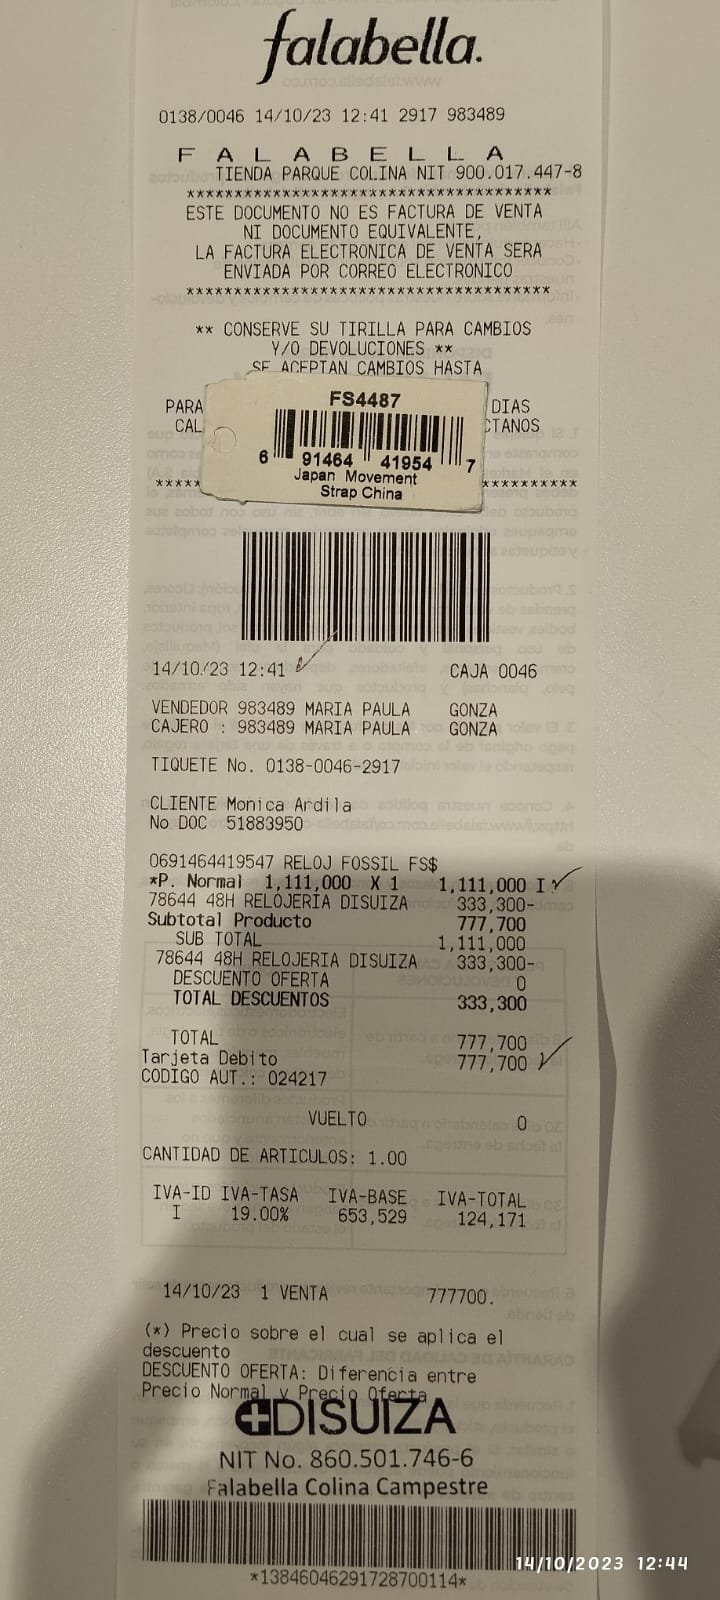 falabella.
0138/0046 14/10/23 12:41 2917 983489
F A L A B E L L A
TIENDA PARQUE COLINA NIT 900.017.447-8
****************************************
ESTE DOCUMENTO NO ES FACTURA DE VENTA
NI DOCUMENTO EQUIVALENTE,
LA FACTURA ELECTRONICA DE VENTA SERA
ENVIADA POR CORREO ELECTRONICO
****************************************
** CONSERVE SU TIRILLA PARA CAMBIOS
Y/O DEVOLUCIONES **
SE ACEPTAN CAMBIOS HASTA
PARA DIAS
CAL CTANOS
FS4487
6 91464 41954 7
Japan Movement
Strap China
***** **********
14/10/23 12:41 CAJA 0046
VENDEDOR 983489 MARIA PAULA GONZA
CAJERO : 983489 MARIA PAULA GONZA
TIQUETE No. 0138-0046-2917
CLIENTE Monica Ardila
No DOC 51883950
0691464419547 RELOJ FOSSIL FS$
*P. Normal 1,111,000 X 1 1,111,000 I
78644 48H RELOJERIA DISUIZA 333,300-
Subtotal Producto 777,700
SUB TOTAL 1,111,000
78644 48H RELOJERIA DISUIZA 333,300-
DESCUENTO OFERTA 0
TOTAL DESCUENTOS 333,300
TOTAL 777,700
Tarjeta Debito 777,700
CODIGO AUT.: 024217
VUELTO 0
CANTIDAD DE ARTICULOS: 1.00
IVA-ID IVA-TASA IVA-BASE IVA-TOTAL
I 19.00% 653,529 124,171
14/10/23 1 VENTA 777700.
(*) Precio sobre el cual se aplica el
descuento
DESCUENTO OFERTA: Diferencia entre
Precio Normal y Precio Oferta
DISUIZA
NIT No. 860.501.746-6
Falabella Colina Campestre
14/10/2023 12:44
*13846046291728700114*